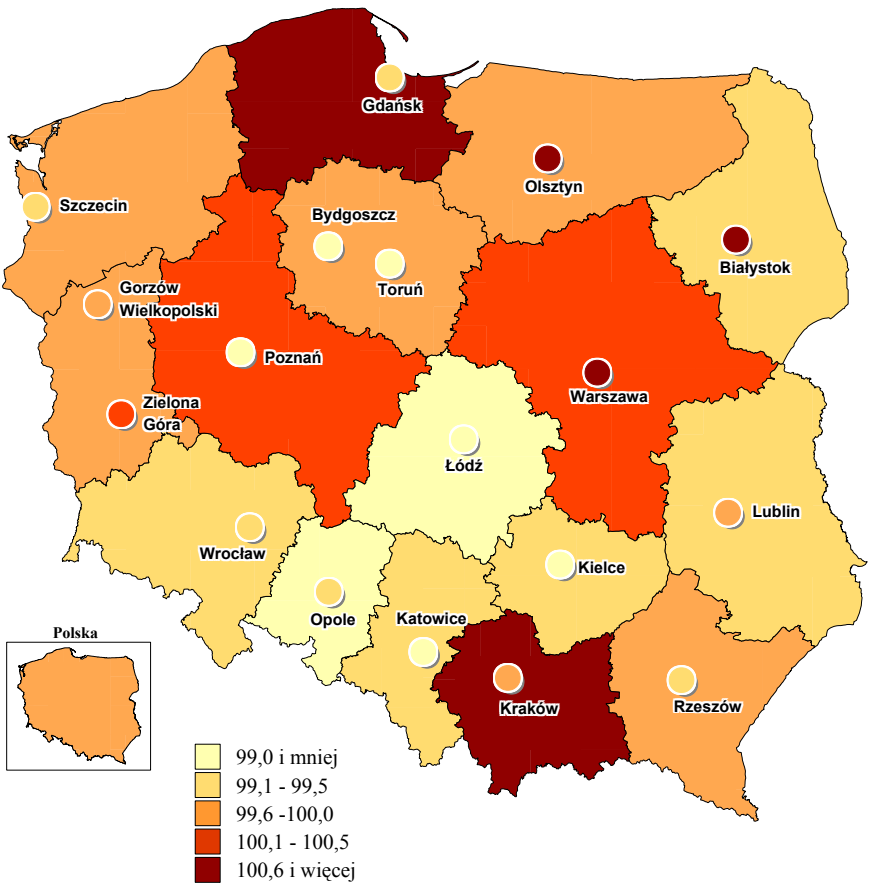 Gdańsk
Olsztyn
Szczecin
Bydgoszcz
Białystok
Toruń
Gorzów
Wielkopolski
Poznań
Warszawa
Zielona
Góra
Łódź
Lublin
Wrocław
Kielce
Opole
Katowice
Polska
Kraków
Rzeszów
99,0 i mniej
99,1 - 99,5
99,6 -100,0
100,1 - 100,5
100,6 i więcej